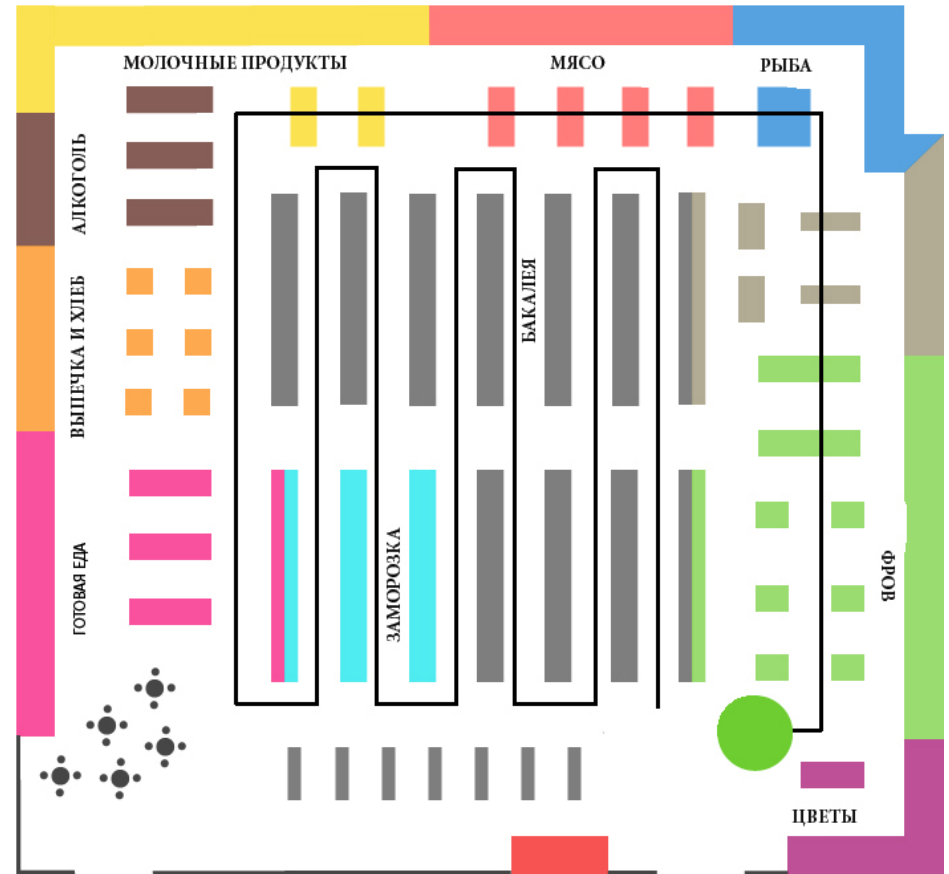 МОЛОЧНЫЕ ПРОДУКТЫ
МЯСО
РЫБА
АЛКОГОЛЬ
ВЫПЕЧКА И ХЛЕБ
БАКАЛЕЯ
ГОТОВАЯ ЕДА
ЗАМОРОЗКА
ФРОВ
ЦВЕТЫ